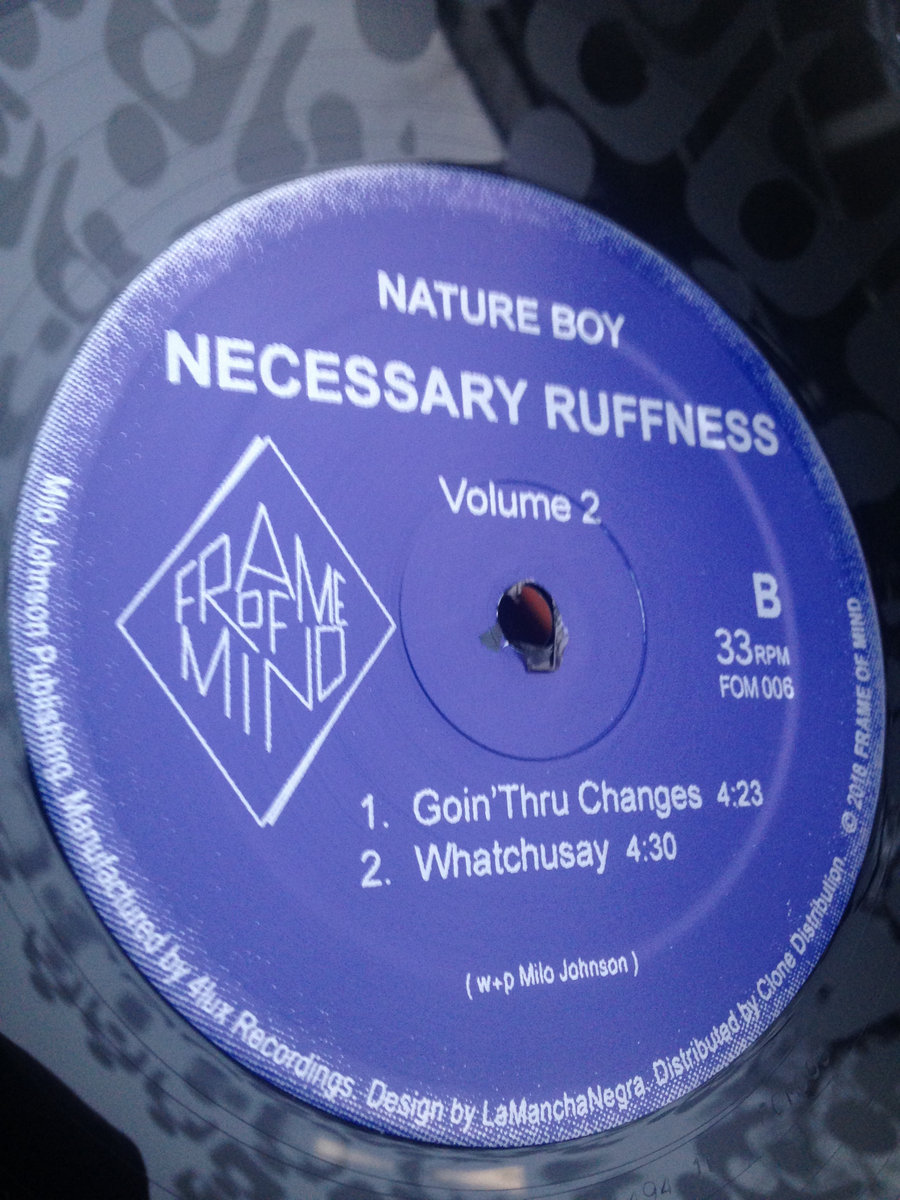 NATURE BOY
NECESSARY RUFFNESS
Volume 2
FRAME
OF
MIND
B
33 RPM
FOM 006
1. Goin'Thru Changes 4:23
2. Whatchusay 4:30
( w+p Milo Johnson )
Milo Johnson Publishing. Manufactured by 4lux Recordings. Design by LaManchaNegra. Distributed by Clone Distribution. © 2016 FRAME OF MIND